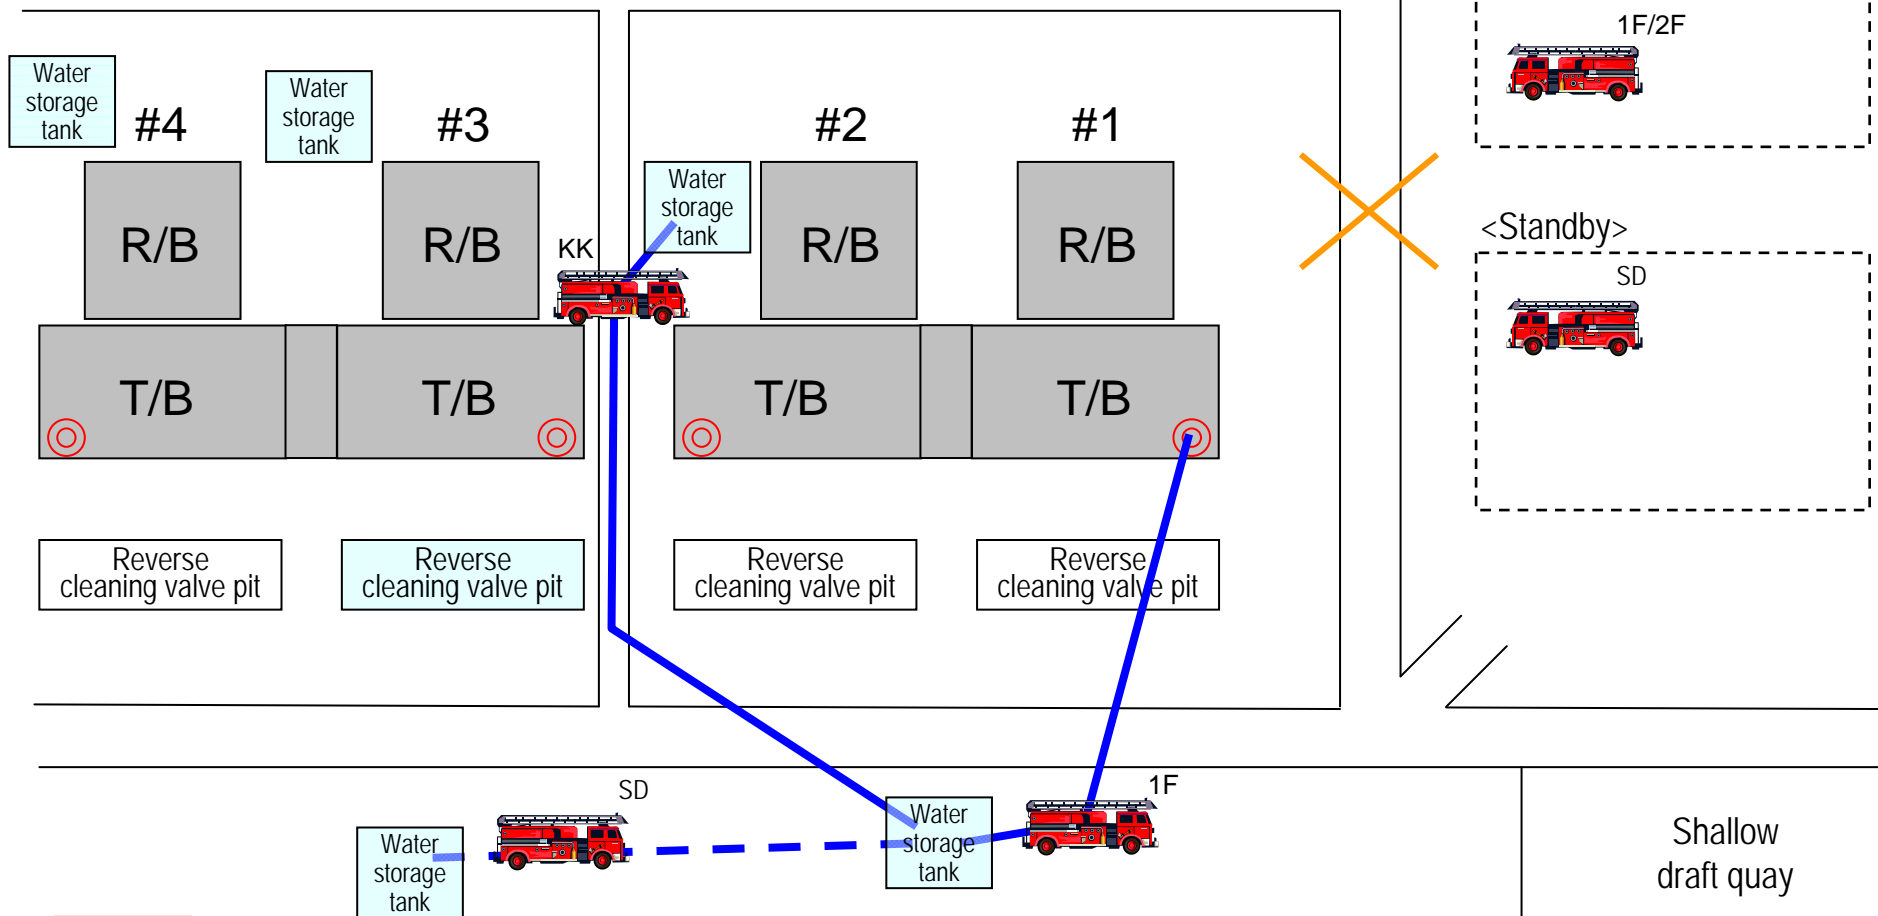 1F/2F
Water
storage
tank
#4
Water
storage
tank
#3
#2
#1
Water
storage
tank
R/B
R/B
R/B
R/B
KK
<Standby>
SD
T/B
T/B
T/B
T/B
Reverse
cleaning valve pit
Reverse
cleaning valve pit
Reverse
cleaning valve pit
Reverse
cleaning valve pit
SD
1F
Water
storage
tank
Water
storage
tank
Shallow
draft quay